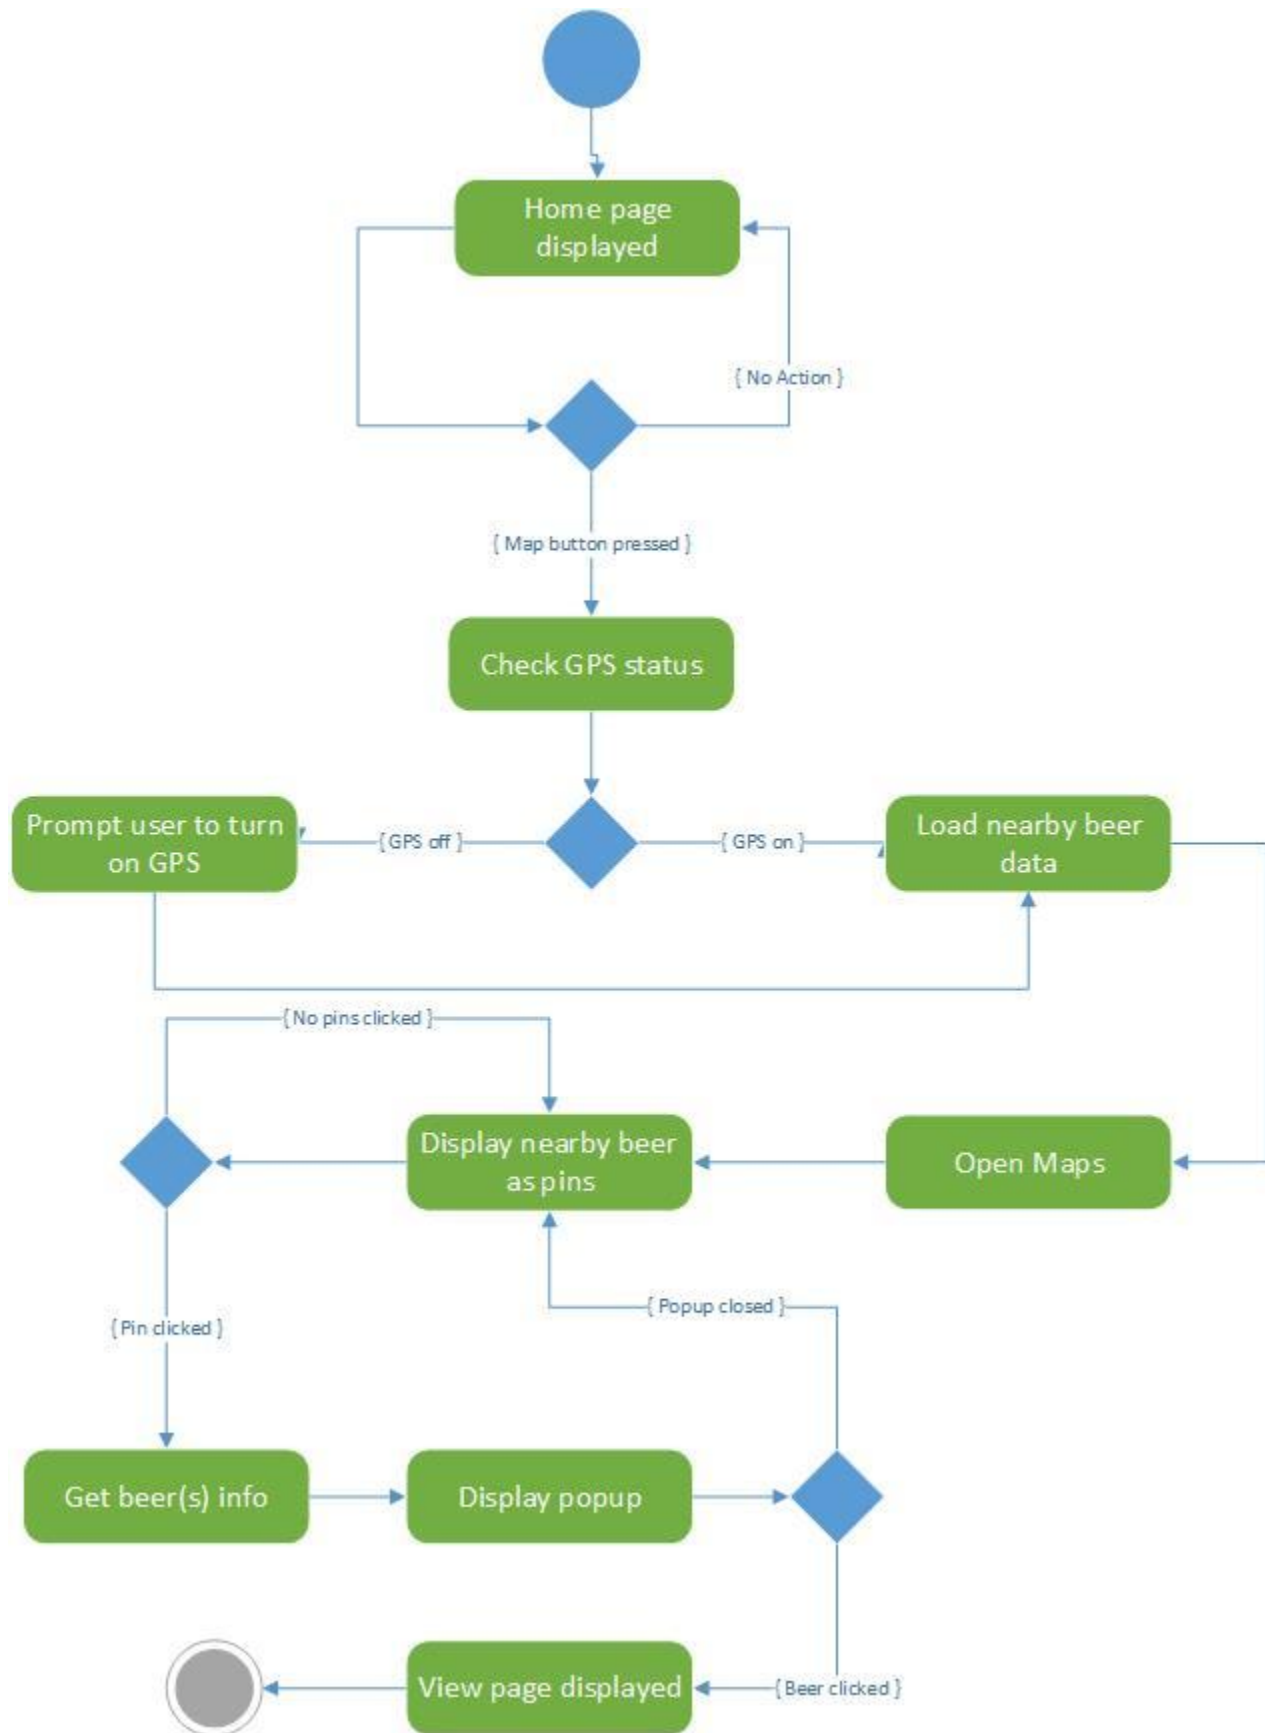 Home page
displayed
{ No Action }
{ Map button pressed }
Check GPS status
Prompt user to turn
on GPS
{ GPS off }
{ GPS on }
Load nearby beer
data
{ No pins clicked }
Display nearby beer
as pins
Open Maps
{ Popup closed }
{ Pin clicked }
Get beer(s) info
Display popup
View page displayed
{ Beer clicked }